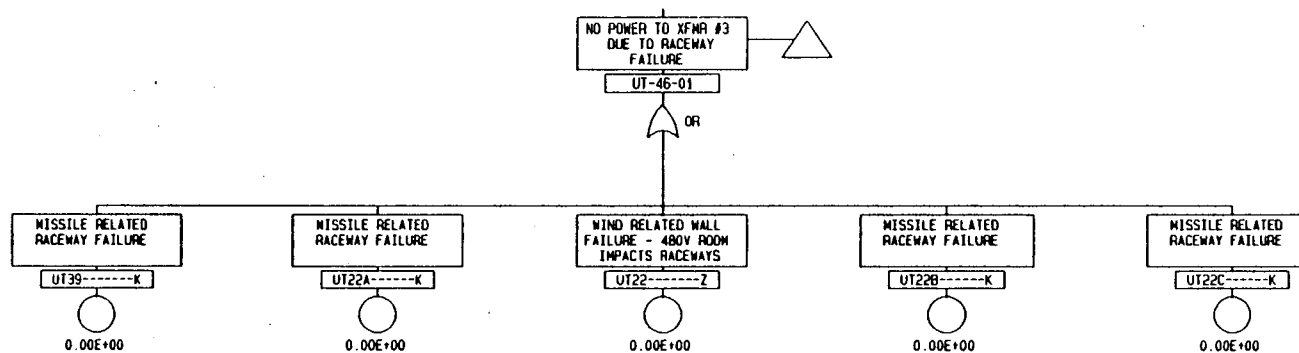 NO POWER TO XFMR #3
DUE TO RACEWAY
FAILURE
UT-46-01
OR
MISSILE RELATED
RACEWAY FAILURE
UT39------K
0.00E+00
MISSILE RELATED
RACEWAY FAILURE
UT22A------K
0.00E+00
WIND RELATED WALL
FAILURE - 480V ROOM
IMPACTS RACEWAYS
UT22------Z
0.00E+00
MISSILE RELATED
RACEWAY FAILURE
UT22B------K
0.00E+00
MISSILE RELATED
RACEWAY FAILURE
UT22C------K
0.00E+00